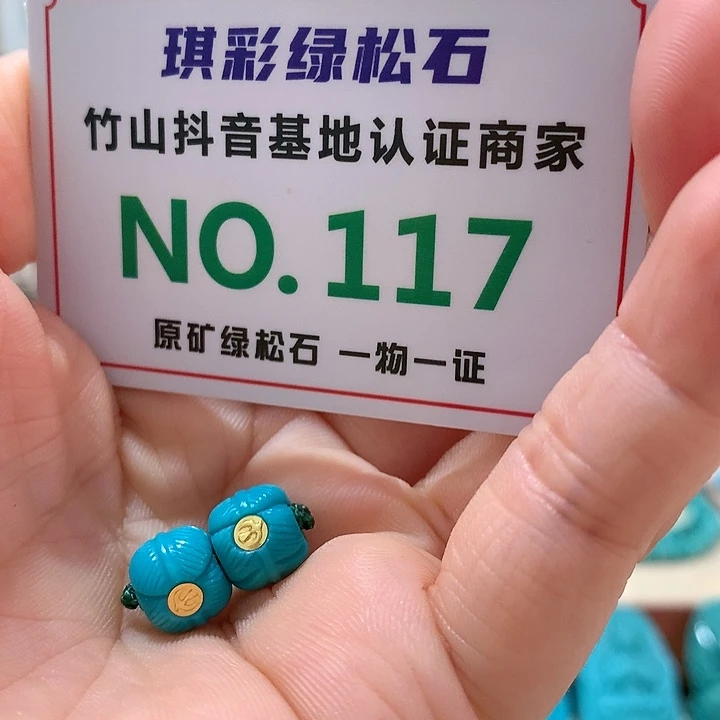 琪彩绿松石
竹山抖音基地认证商家
NO.117
原矿绿松石 一物一证